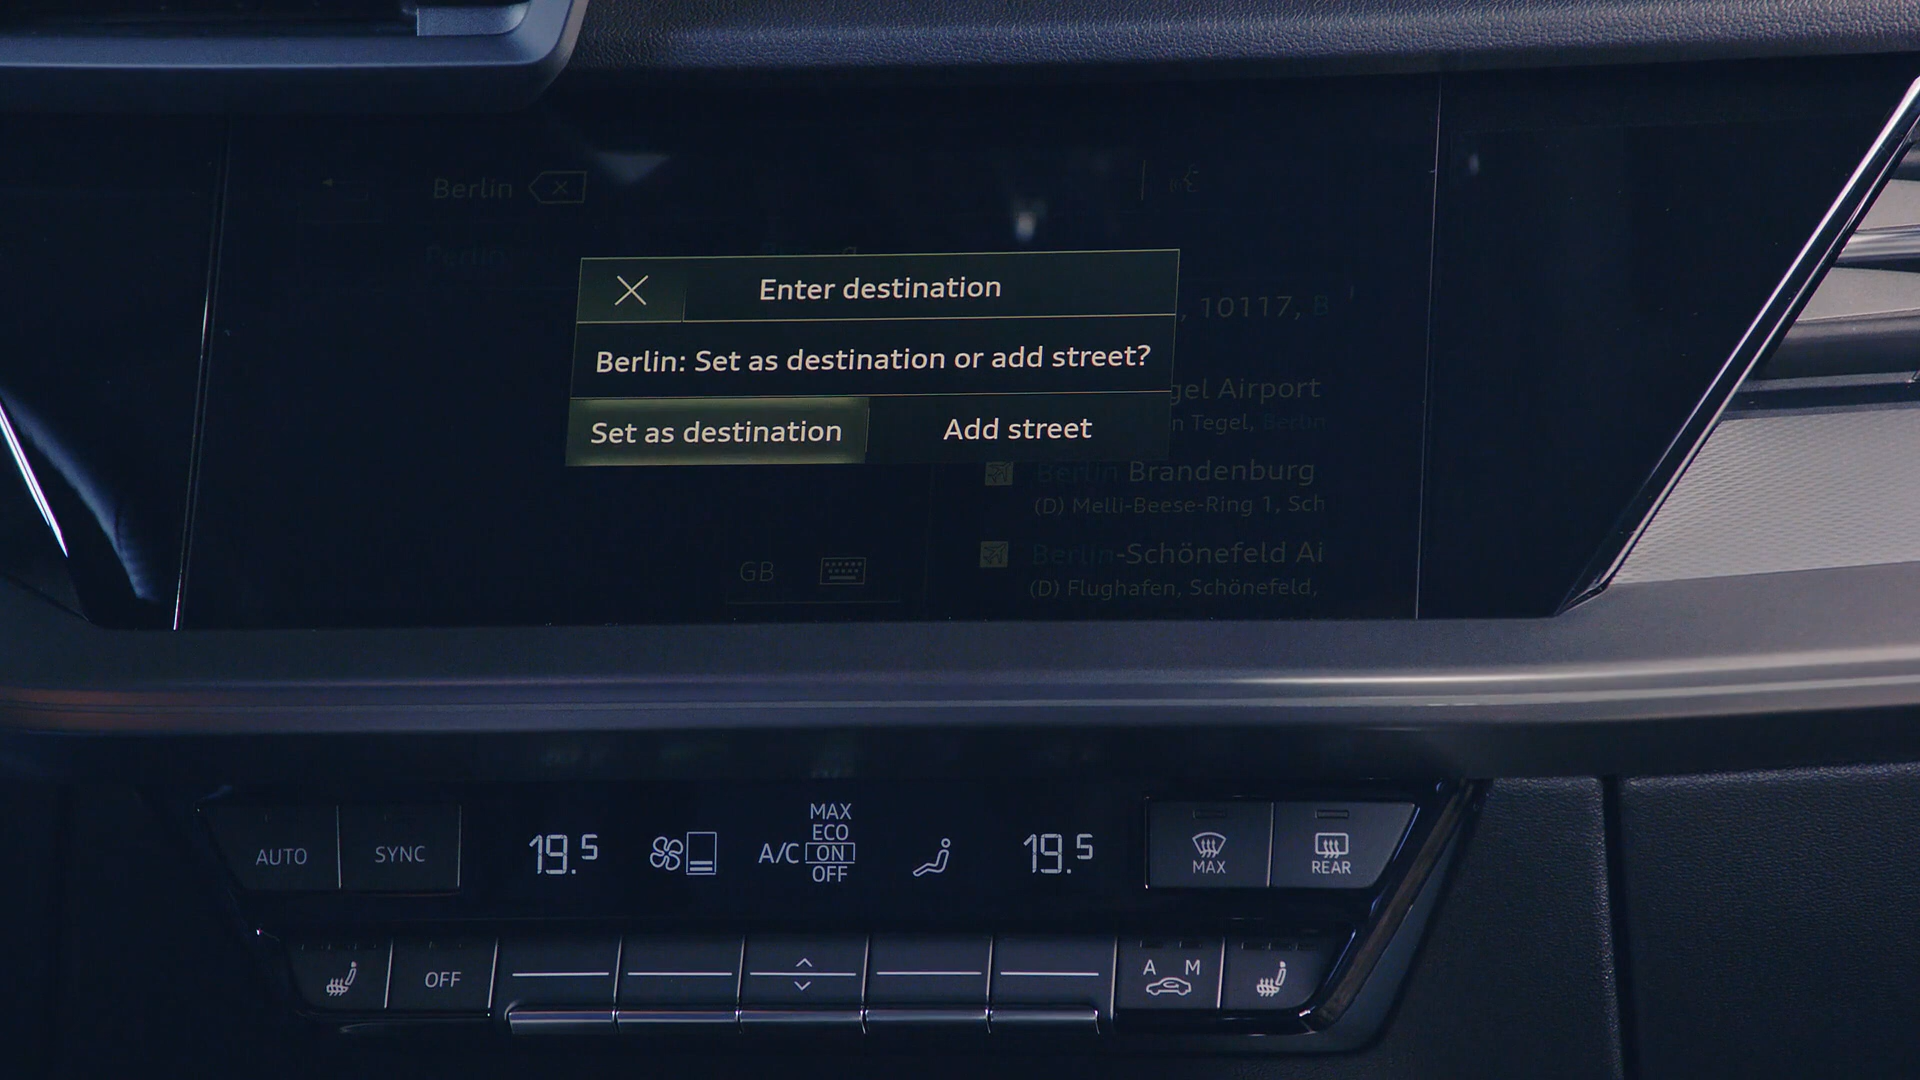 Berlin
Enter destination
Berlin: Set as destination or add street?
Set as destination
Add street
, 10117, B
gel Airport
n Tegel, Berlin
Berlin Brandenburg
(D) Melli-Beese-Ring 1, Sch
Berlin-Schönefeld Ai
(D) Flughafen, Schönefeld,
GB
AUTO
SYNC
19.5
A/C
MAX
ECO
ON
OFF
19.5
MAX
REAR
OFF
A M